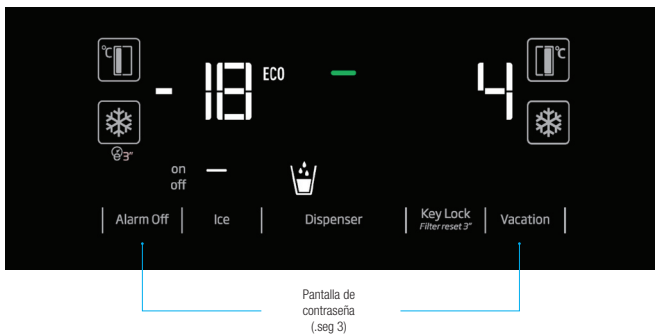 °C
°C
- 18 ECO
4
3"
on
off
Alarm Off
Ice
Dispenser
Key Lock
Filter reset 3"
Vacation
Pantalla de
contraseña
(.seg 3)